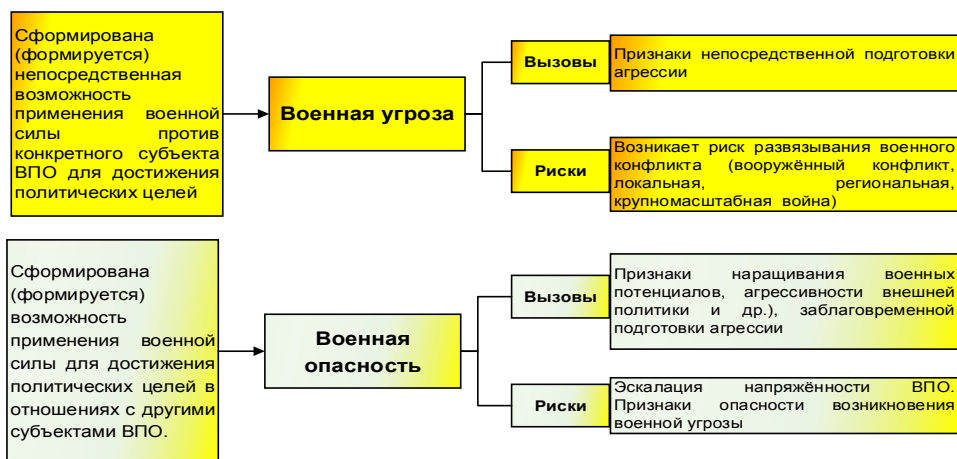 Сформирована
(формируется)
непосредственная
возможность
применения военной
силы против
конкретного субъекта
ВПО для достижения
политических целей
Военная угроза
Вызовы
Признаки непосредственной подготовки
агрессии
Риски
Возникает риск развязывания военного
конфликта (вооружённый конфликт,
локальная, региональная,
крупномасштабная война)
Сформирована
(формируется)
возможность
применения военной
силы для достижения
политических целей в
отношениях с другими
субъектами ВПО.
Военная
опасность
Вызовы
Признаки наращивания военных
потенциалов, агрессивности внешней
политики и др.), заблаговременной
подготовки агрессии
Риски
Эскалация напряжённости ВПО.
Признаки опасности возникновения
военной угрозы